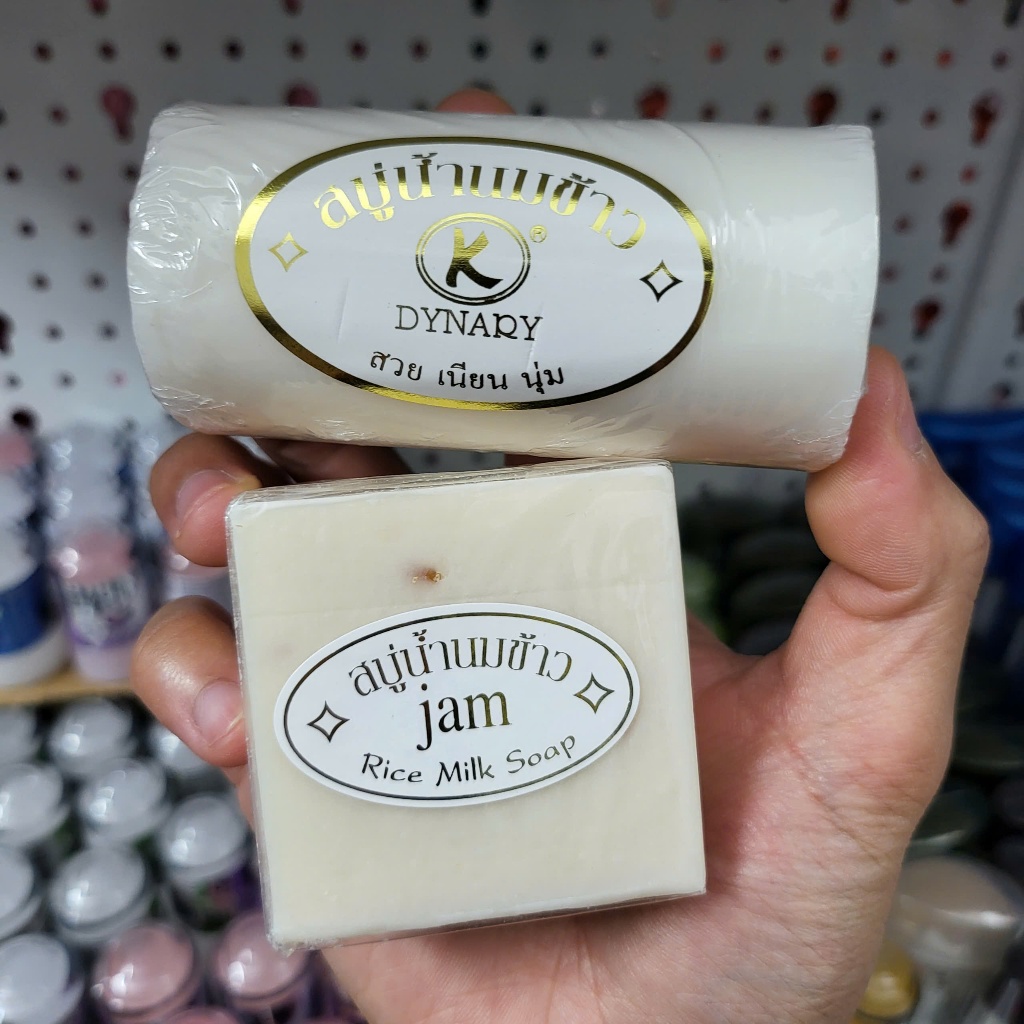 สบู่น้ำนมข้าว
K ®
DYNARY
สวย เนียน นุ่ม
สบู่น้ำนมข้าว
jam
Rice Milk Soap